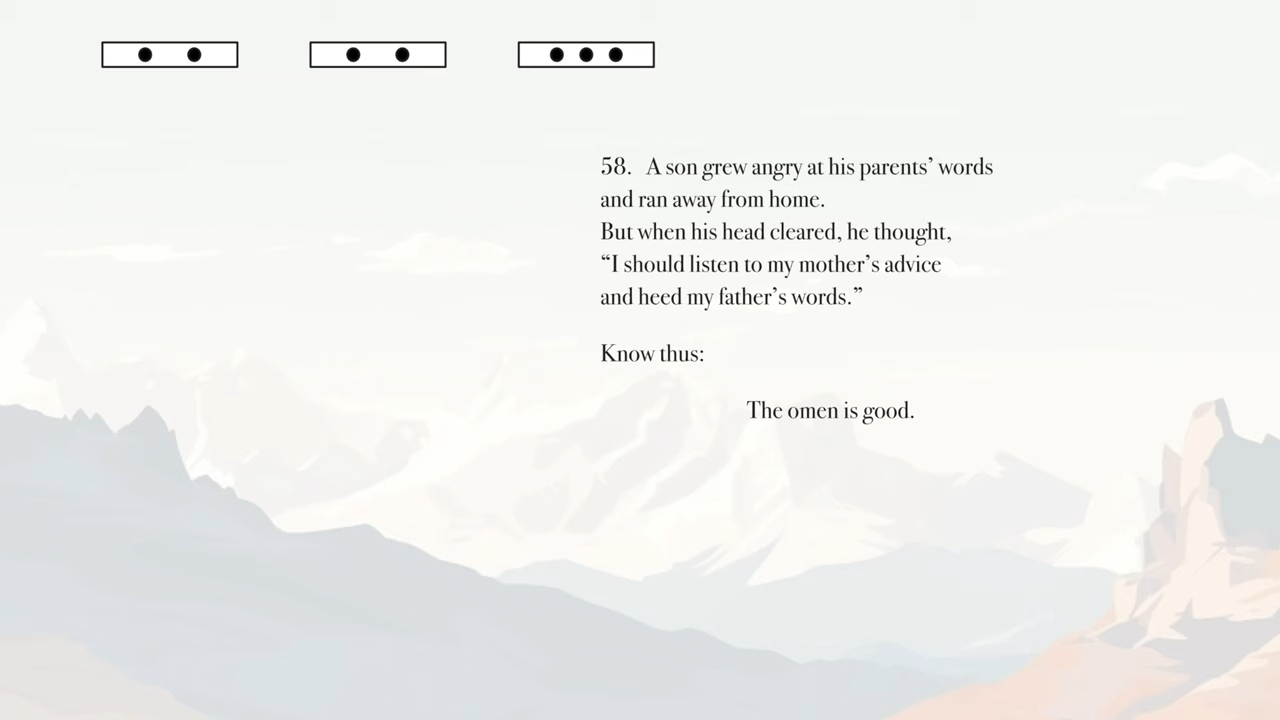 58. A son grew angry at his parents’ words
and ran away from home.
But when his head cleared, he thought,
“I should listen to my mother’s advice
and heed my father’s words.”
Know thus:
The omen is good.